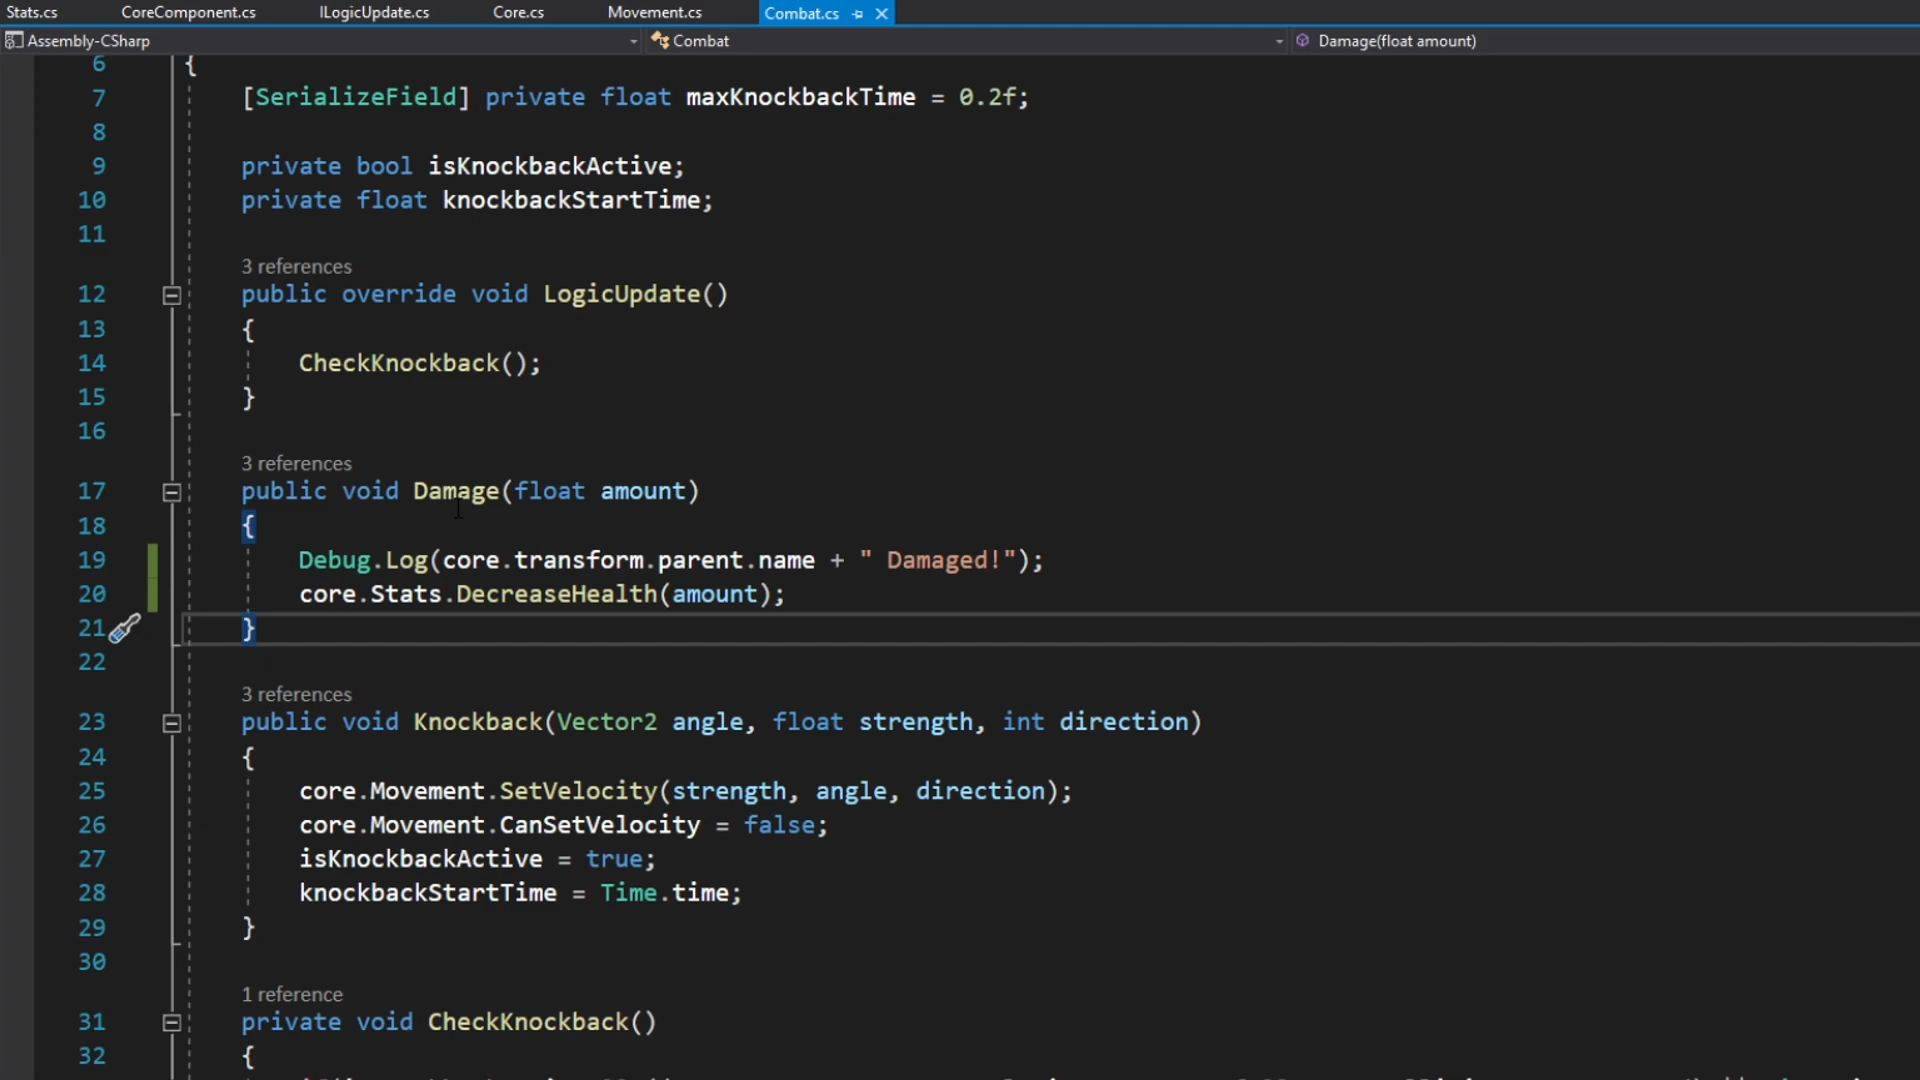 Stats.cs CoreComponent.cs ILogicUpdate.cs Core.cs Movement.cs Combat.cs
Assembly-CSharp Combat Damage(float amount)
6 {
7 [SerializeField] private float maxKnockbackTime = 0.2f;
8
9 private bool isKnockbackActive;
10 private float knockbackStartTime;
11
3 references
12 public override void LogicUpdate()
13 {
14 CheckKnockback();
15 }
16
3 references
17 public void Damage(float amount)
18 {
19 Debug.Log(core.transform.parent.name + " Damaged!");
20 core.Stats.DecreaseHealth(amount);
21 }
22
3 references
23 public void Knockback(Vector2 angle, float strength, int direction)
24 {
25 core.Movement.SetVelocity(strength, angle, direction);
26 core.Movement.CanSetVelocity = false;
27 isKnockbackActive = true;
28 knockbackStartTime = Time.time;
29 }
30
1 reference
31 private void CheckKnockback()
32 {